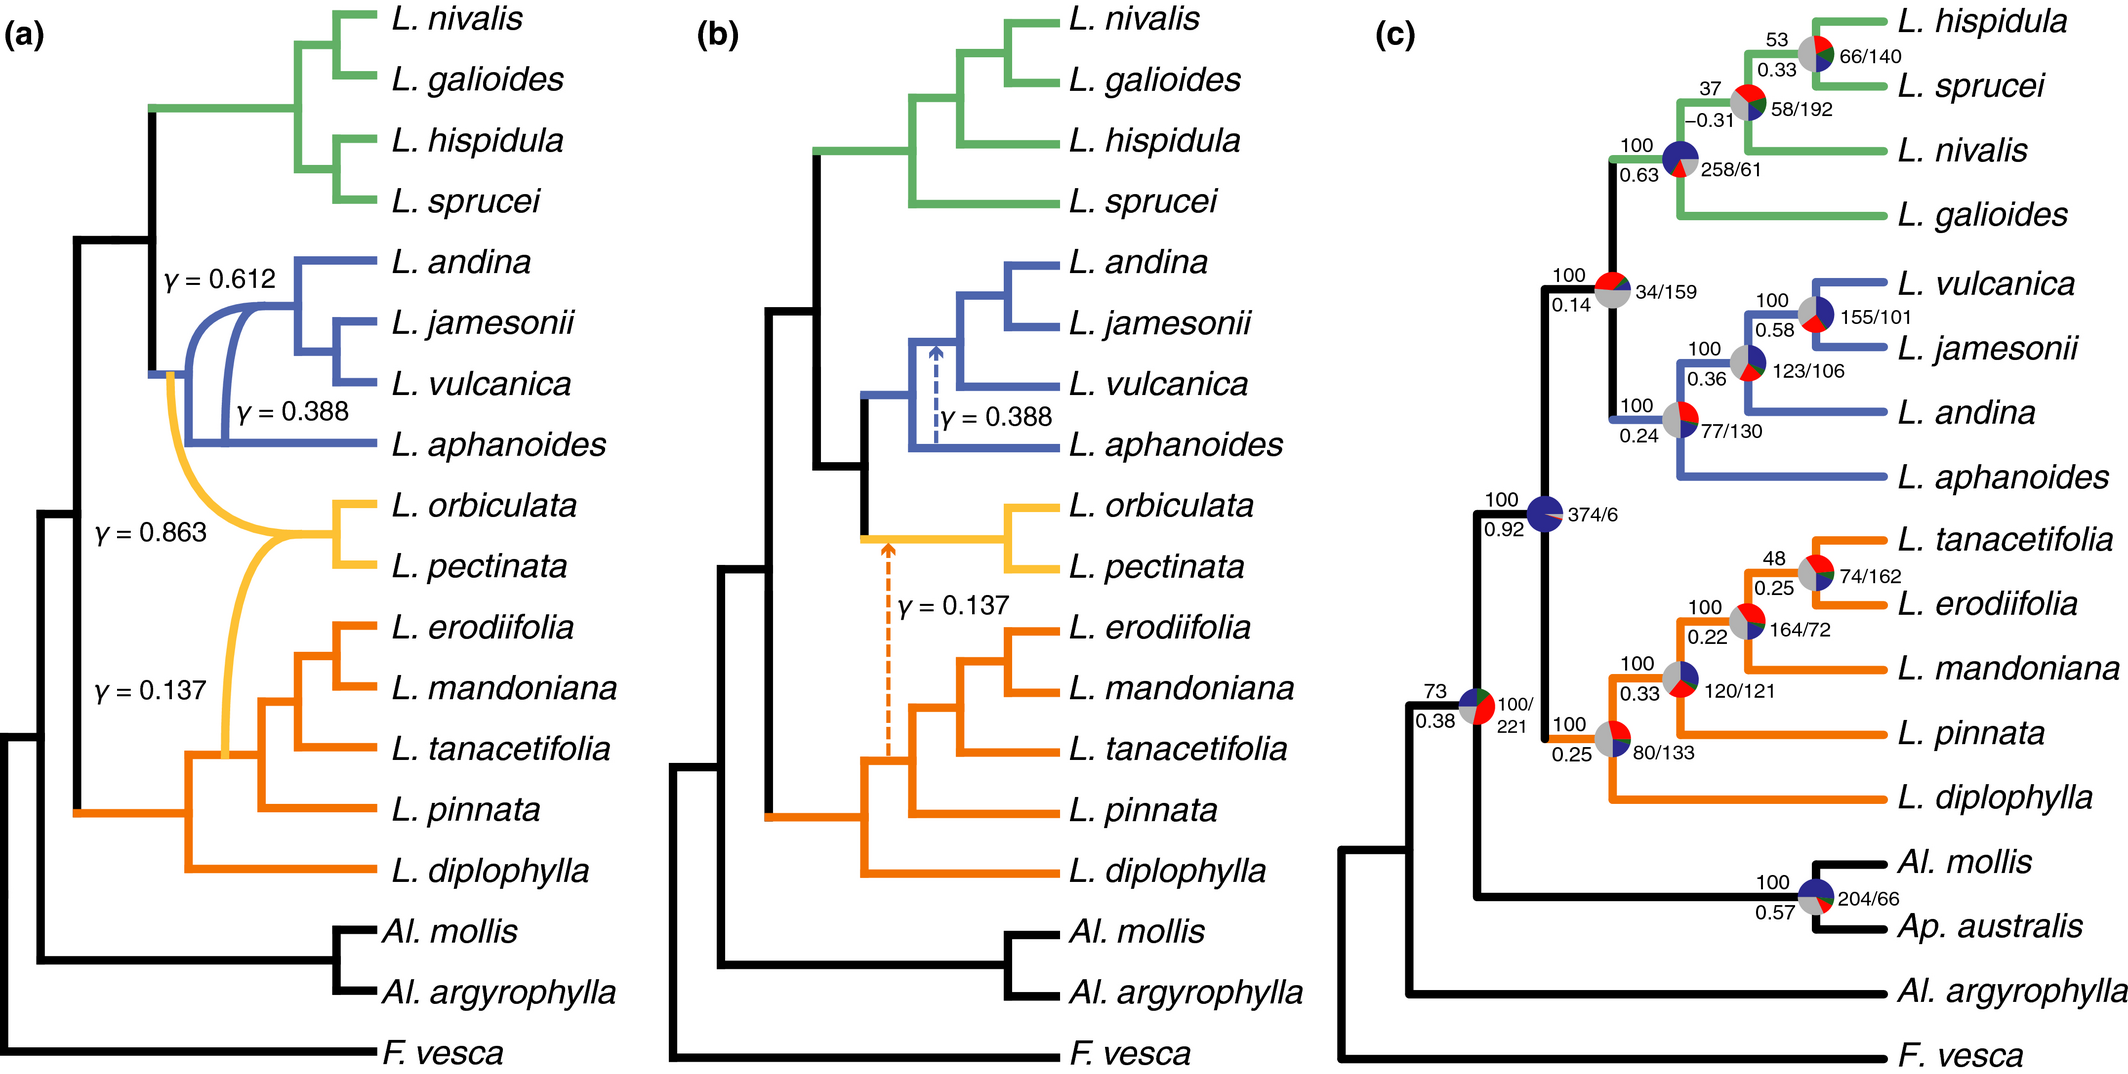 (a)
L. nivalis
L. galioides
L. hispidula
L. sprucei
L. andina
γ = 0.612
L. jamesonii
L. vulcanica
γ = 0.388
L. aphanoides
L. orbiculata
γ = 0.863
L. pectinata
L. erodiifolia
L. mandoniana
γ = 0.137
L. tanacetifolia
L. pinnata
L. diplophylla
Al. mollis
Al. argyrophylla
F. vesca
(b)
L. nivalis
L. galioides
L. hispidula
L. sprucei
L. andina
L. jamesonii
L. vulcanica
γ = 0.388
L. aphanoides
L. orbiculata
L. pectinata
γ = 0.137
L. erodiifolia
L. mandoniana
L. tanacetifolia
L. pinnata
L. diplophylla
Al. mollis
Al. argyrophylla
F. vesca
(c)
L. hispidula
53
0.33
66/140
L. sprucei
37
−0.31
58/192
L. nivalis
100
0.63
258/61
L. galioides
100
0.14
34/159
L. vulcanica
100
0.58
155/101
L. jamesonii
100
0.36
123/106
L. andina
100
0.24
77/130
L. aphanoides
100
0.92
374/6
L. tanacetifolia
48
0.25
74/162
L. erodiifolia
100
0.22
164/72
L. mandoniana
100
0.33
120/121
L. pinnata
73
0.38
100/
221
100
0.25
80/133
L. diplophylla
Al. mollis
100
0.57
204/66
Ap. australis
Al. argyrophylla
F. vesca